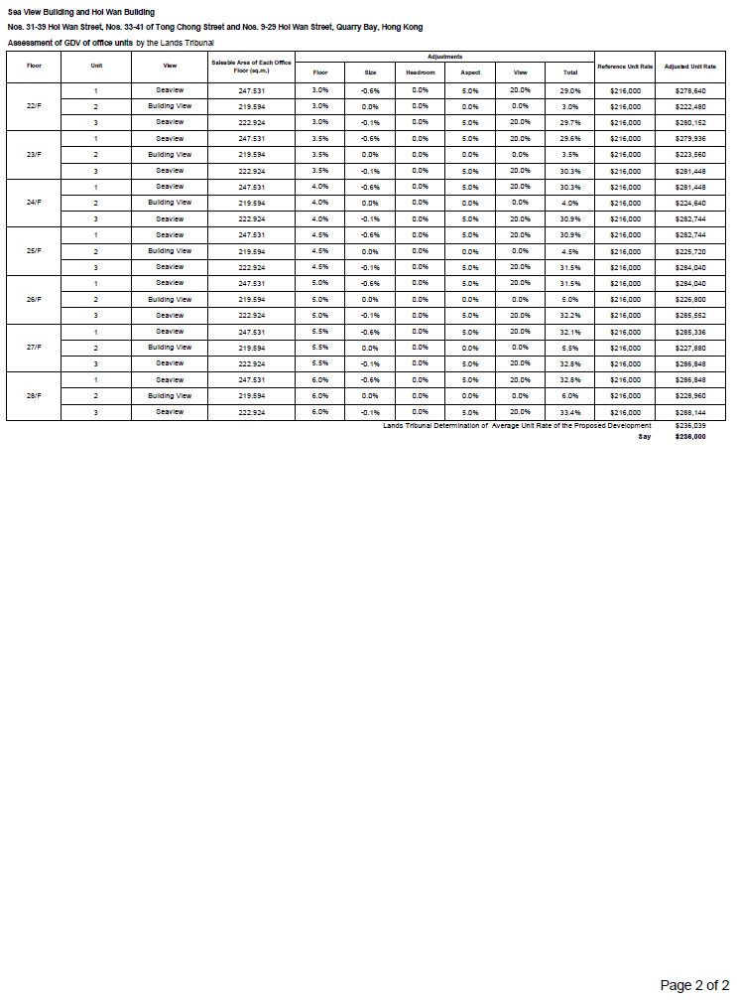 Sea View Building and Hoi Wan Building
Nos. 31-39 Hoi Wan Street, Nos. 33-41 of Tong Chong Street and Nos. 9-29 Hoi Wan Street, Quarry Bay, Hong Kong
Assessment of GDV of office units by the Lands Tribunal
Adjustments
Floor Unit View Saleable Area of Each Office Floor (sq.m.) Floor Size Headroom Aspect View Total Reference Unit Rate Adjusted Unit Rate
22/F 1 Seaview 247.531 3.0% -0.6% 0.0% 5.0% 20.0% 29.0% $216,000 $278,640
2 Building View 219.594 3.0% 0.0% 0.0% 0.0% 0.0% 3.0% $216,000 $222,480
3 Seaview 222.924 3.0% -0.1% 0.0% 5.0% 20.0% 29.7% $216,000 $280,152
23/F 1 Seaview 247.531 3.5% -0.6% 0.0% 5.0% 20.0% 29.6% $216,000 $279,936
2 Building View 219.594 3.5% 0.0% 0.0% 0.0% 0.0% 3.5% $216,000 $223,560
3 Seaview 222.924 3.5% -0.1% 0.0% 5.0% 20.0% 30.3% $216,000 $281,448
24/F 1 Seaview 247.531 4.0% -0.6% 0.0% 5.0% 20.0% 30.3% $216,000 $281,448
2 Building View 219.594 4.0% 0.0% 0.0% 0.0% 0.0% 4.0% $216,000 $224,640
3 Seaview 222.924 4.0% -0.1% 0.0% 5.0% 20.0% 30.9% $216,000 $282,744
25/F 1 Seaview 247.531 4.5% -0.6% 0.0% 5.0% 20.0% 30.9% $216,000 $282,744
2 Building View 219.594 4.5% 0.0% 0.0% 0.0% 0.0% 4.5% $216,000 $225,720
3 Seaview 222.924 4.5% -0.1% 0.0% 5.0% 20.0% 31.5% $216,000 $284,040
26/F 1 Seaview 247.531 5.0% -0.6% 0.0% 5.0% 20.0% 31.5% $216,000 $284,040
2 Building View 219.594 5.0% 0.0% 0.0% 0.0% 0.0% 5.0% $216,000 $226,800
3 Seaview 222.924 5.0% -0.1% 0.0% 5.0% 20.0% 32.2% $216,000 $285,552
27/F 1 Seaview 247.531 5.5% -0.6% 0.0% 5.0% 20.0% 32.1% $216,000 $285,336
2 Building View 219.594 5.5% 0.0% 0.0% 0.0% 0.0% 5.5% $216,000 $227,880
3 Seaview 222.924 5.5% -0.1% 0.0% 5.0% 20.0% 32.8% $216,000 $286,848
28/F 1 Seaview 247.531 6.0% -0.6% 0.0% 5.0% 20.0% 32.8% $216,000 $286,848
2 Building View 219.594 6.0% 0.0% 0.0% 0.0% 0.0% 6.0% $216,000 $228,960
3 Seaview 222.924 6.0% -0.1% 0.0% 5.0% 20.0% 33.4% $216,000 $288,144
Lands Tribunal Determination of Average Unit Rate of the Proposed Development $236,039
Say $236,000
Page 2 of 2